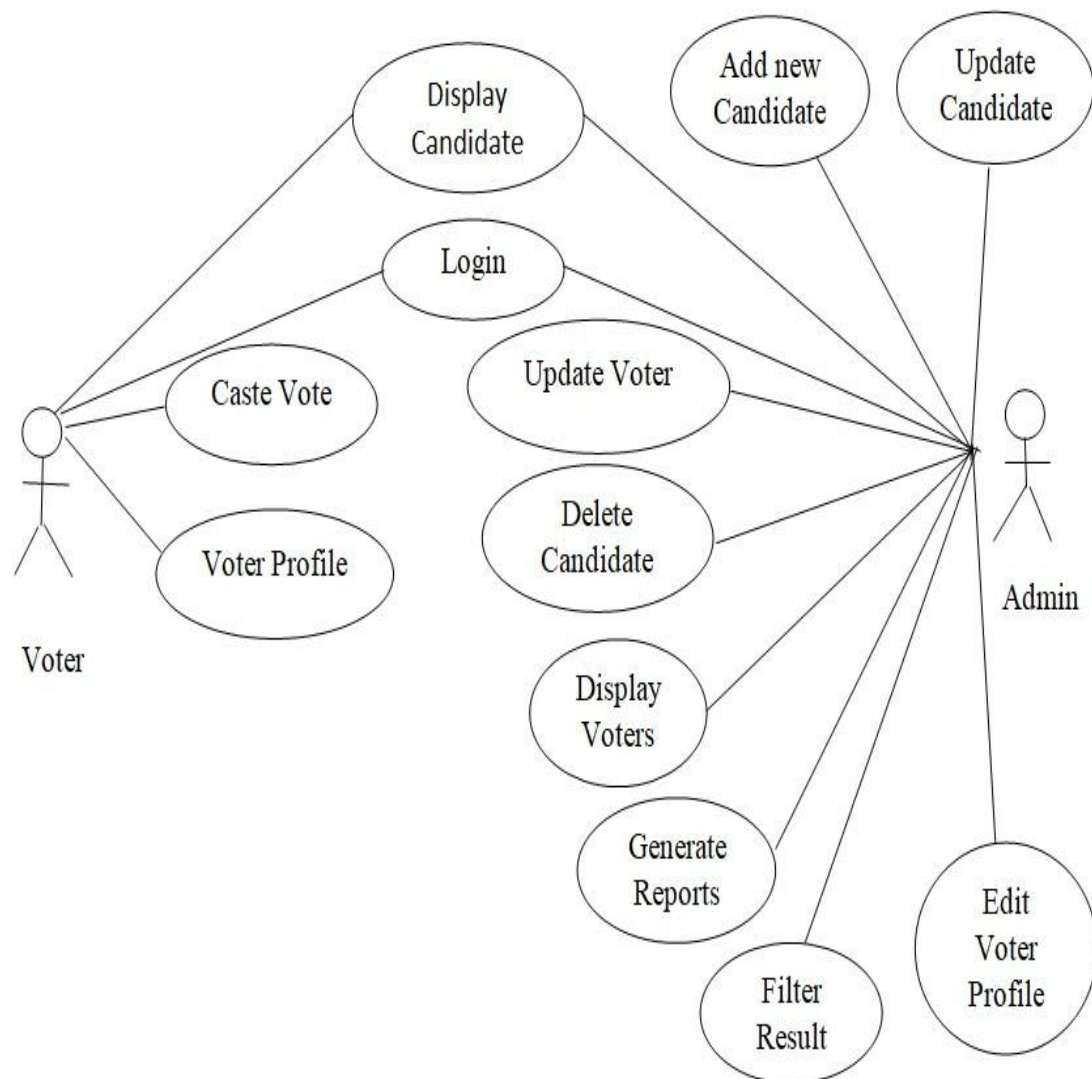 Display
Candidate
Add new
Candidate
Update
Candidate
Login
Caste Vote
Update Voter
Voter Profile
Delete
Candidate
Voter
Admin
Display
Voters
Generate
Reports
Edit
Voter
Profile
Filter
Result